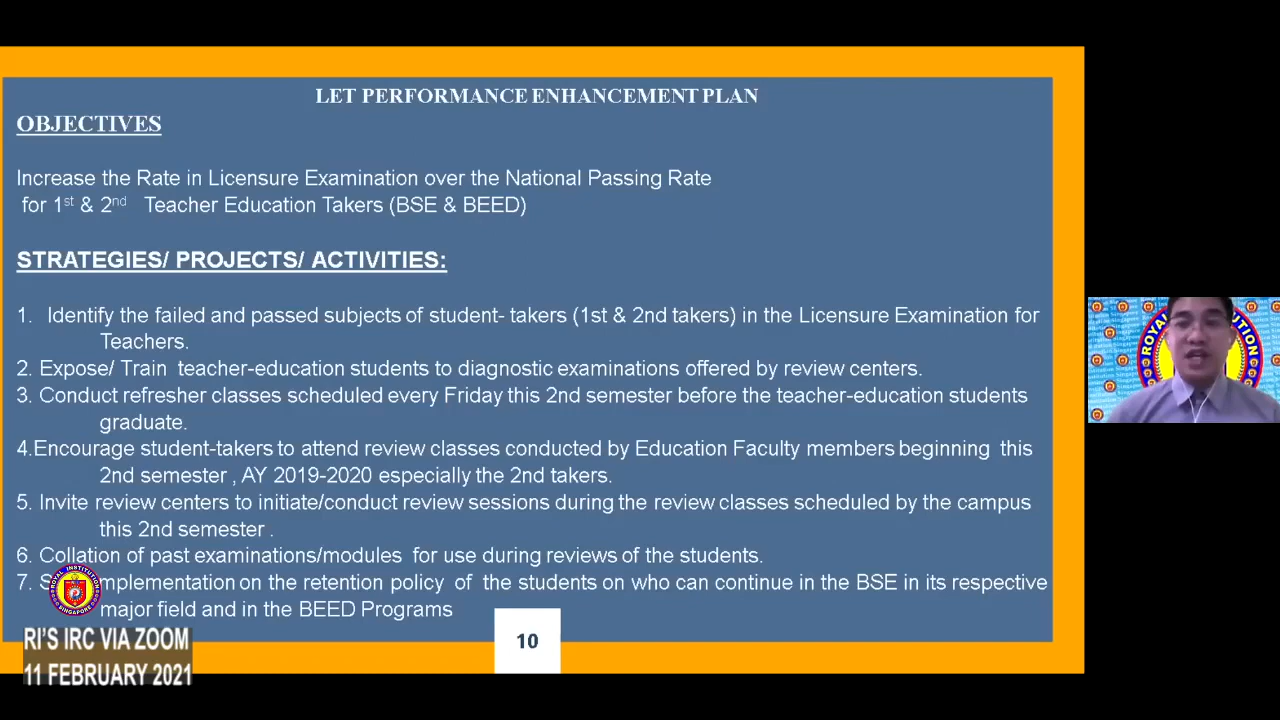 LET PERFORMANCE ENHANCEMENT PLAN
OBJECTIVES
Increase the Rate in Licensure Examination over the National Passing Rate
for 1st & 2nd Teacher Education Takers (BSE & BEED)
STRATEGIES/ PROJECTS/ ACTIVITIES:
1. Identify the failed and passed subjects of student- takers (1st & 2nd takers) in the Licensure Examination for
Teachers.
2. Expose/ Train teacher-education students to diagnostic examinations offered by review centers.
3. Conduct refresher classes scheduled every Friday this 2nd semester before the teacher-education students
graduate.
4.Encourage student-takers to attend review classes conducted by Education Faculty members beginning this
2nd semester , AY 2019-2020 especially the 2nd takers.
5. Invite review centers to initiate/conduct review sessions during the review classes scheduled by the campus
this 2nd semester .
6. Collation of past examinations/modules for use during reviews of the students.
7. implementation on the retention policy of the students on who can continue in the BSE in its respective
major field and in the BEED Programs
10
ROYAL INSTITUTION
SINGAPORE
RI'S IRC VIA ZOOM
11 FEBRUARY 2021
ROYAL INSTITUTION